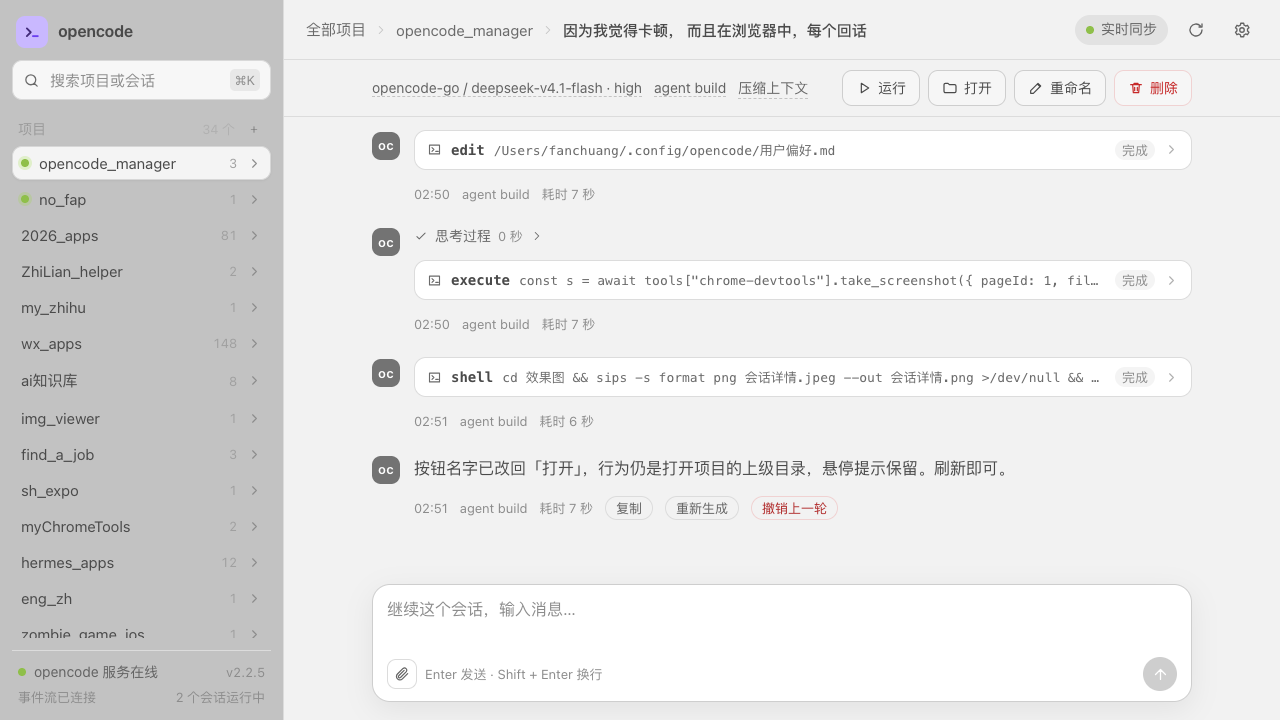 opencode
搜索项目或会话 ⌘K
项目 34 个 +
opencode_manager 3
no_fap 1
2026_apps 81
ZhiLian_helper 2
my_zhihu 1
wx_apps 148
ai知识库 8
img_viewer 1
find_a_job 3
sh_expo 1
myChromeTools 2
hermes_apps 12
eng_zh 1
zombie_game_ios 1
opencode 服务在线 v2.2.5
事件流已连接 2 个会话运行中
全部项目 opencode_manager 因为我觉得卡顿， 而且在浏览器中，每个回话
实时同步
opencode-go / deepseek-v4.1-flash · high agent build 压缩上下文
运行 打开 重命名 删除
oc edit /Users/fanchuang/.config/opencode/用户偏好.md 完成
02:50 agent build 耗时 7 秒
oc 思考过程 0 秒
execute const s = await tools["chrome-devtools"].take_screenshot({ pageId: 1, fil… 完成
02:50 agent build 耗时 7 秒
oc shell cd 效果图 && sips -s format png 会话详情.jpeg --out 会话详情.png >/dev/null && … 完成
02:51 agent build 耗时 6 秒
oc 按钮名字已改回「打开」，行为仍是打开项目的上级目录，悬停提示保留。刷新即可。
02:51 agent build 耗时 7 秒 复制 重新生成 撤销上一轮
继续这个会话，输入消息…
Enter 发送 · Shift + Enter 换行